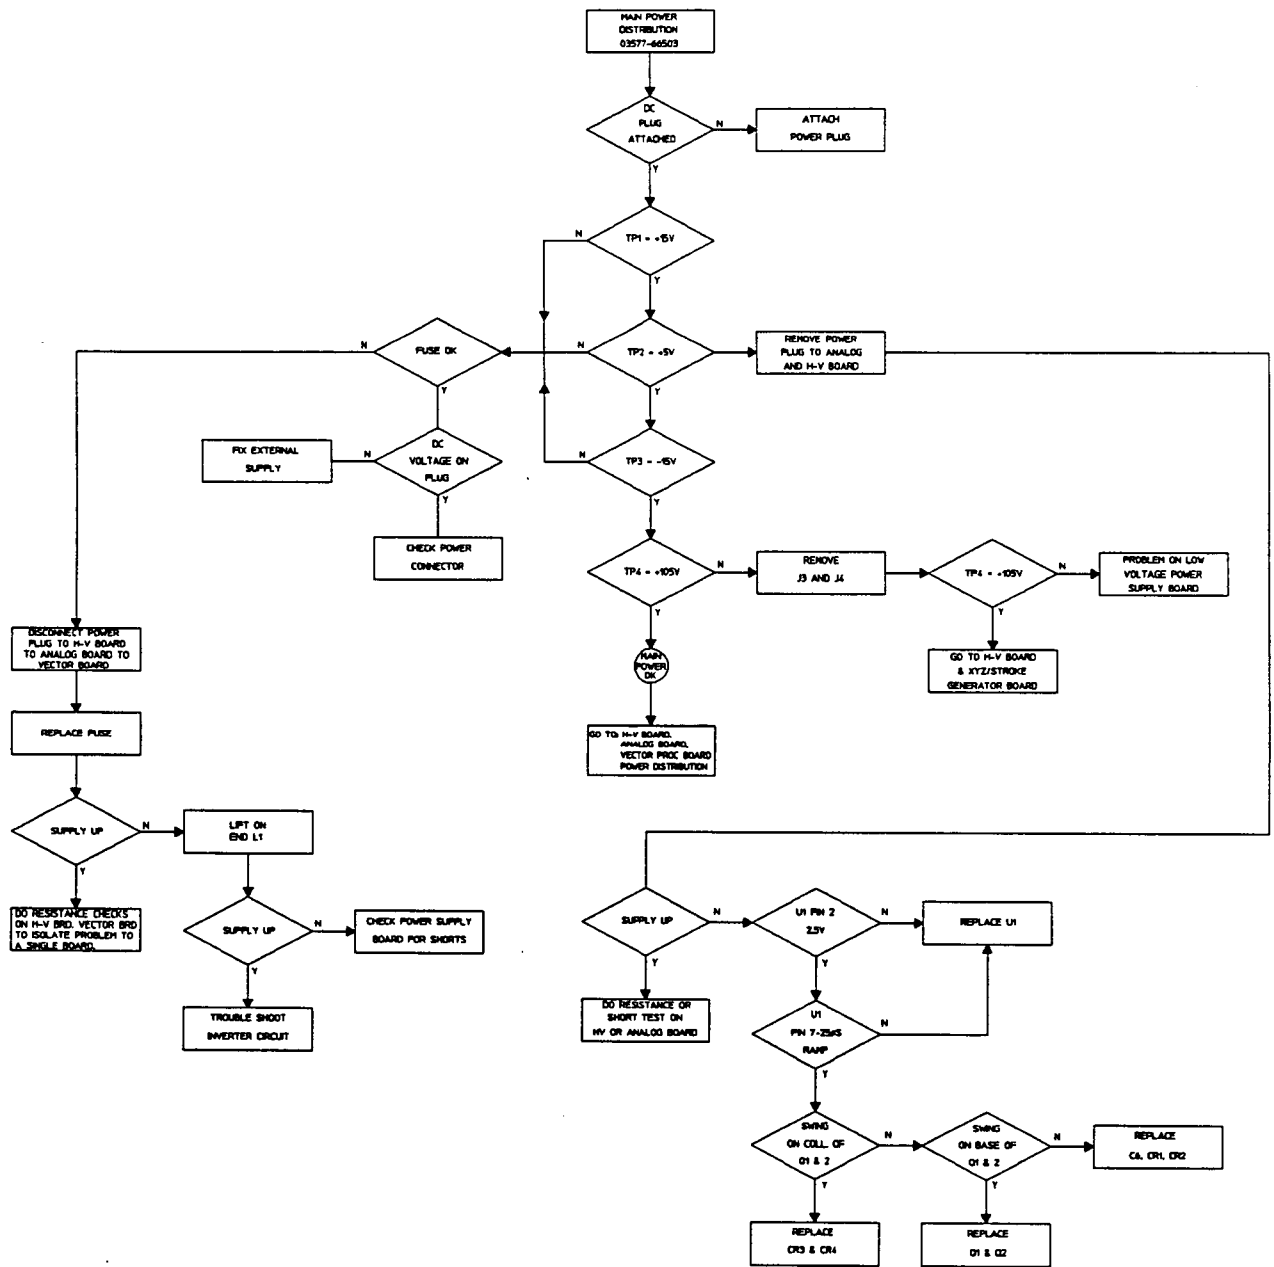 MAIN POWER
DISTRIBUTION
03577-66503
DC
PLUG
ATTACHED
N
ATTACH
POWER PLUG
Y
TP1 = +15V
N
Y
FUSE OK
N
Y
TP2 = +5V
N
Y
REMOVE POWER
PLUG TO ANALOG
AND H-V BOARD
DC
VOLTAGE ON
PLUG
N
Y
FIX EXTERNAL
SUPPLY
CHECK POWER
CONNECTOR
TP3 = -15V
N
Y
TP4 = +105V
N
Y
REMOVE
J3 AND J4
TP4 = +105V
N
Y
PROBLEM ON LOW
VOLTAGE POWER
SUPPLY BOARD
GO TO H-V BOARD
& XYZ/STROKE
GENERATOR BOARD
MAIN
POWER
OK
GO TO: H-V BOARD,
ANALOG BOARD,
VECTOR PROC BOARD
POWER DISTRIBUTION
DISCONNECT POWER
PLUG TO H-V BOARD
TO ANALOG BOARD TO
VECTOR BOARD
REPLACE FUSE
SUPPLY UP
N
Y
LIFT ON
END L1
DO RESISTANCE CHECKS
ON H-V BRD. VECTOR BRD
TO ISOLATE PROBLEM TO
A SINGLE BOARD.
SUPPLY UP
N
Y
CHECK POWER SUPPLY
BOARD FOR SHORTS
TROUBLE SHOOT
INVERTER CIRCUIT
SUPPLY UP
N
Y
DO RESISTANCE OR
SHORT TEST ON
HV OR ANALOG BOARD
U1 PIN 2
2.5V
N
Y
REPLACE U1
U1
PIN 7-25µS
RAMP
N
Y
SWING
ON COLL. OF
Q1 & 2
N
Y
SWING
ON BASE OF
Q1 & 2
N
Y
REPLACE
C6, CR1, CR2
REPLACE
CR3 & CR4
REPLACE
Q1 & Q2